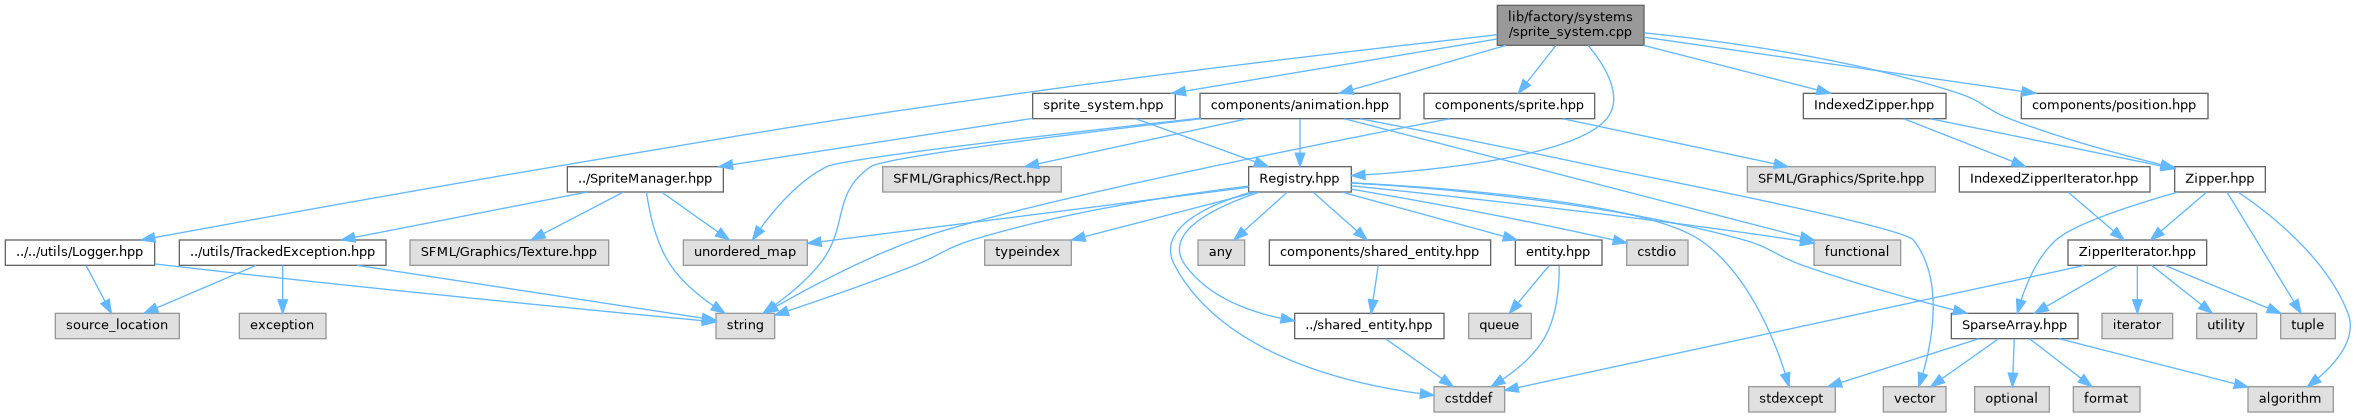 lib/factory/systems
/sprite_system.cpp
sprite_system.hpp
components/animation.hpp
components/sprite.hpp
IndexedZipper.hpp
components/position.hpp
../SpriteManager.hpp
SFML/Graphics/Rect.hpp
Registry.hpp
SFML/Graphics/Sprite.hpp
IndexedZipperIterator.hpp
Zipper.hpp
../../utils/Logger.hpp
../utils/TrackedException.hpp
SFML/Graphics/Texture.hpp
unordered_map
typeindex
any
components/shared_entity.hpp
entity.hpp
cstdio
functional
ZipperIterator.hpp
source_location
exception
string
../shared_entity.hpp
queue
SparseArray.hpp
iterator
utility
tuple
cstddef
stdexcept
vector
optional
format
algorithm